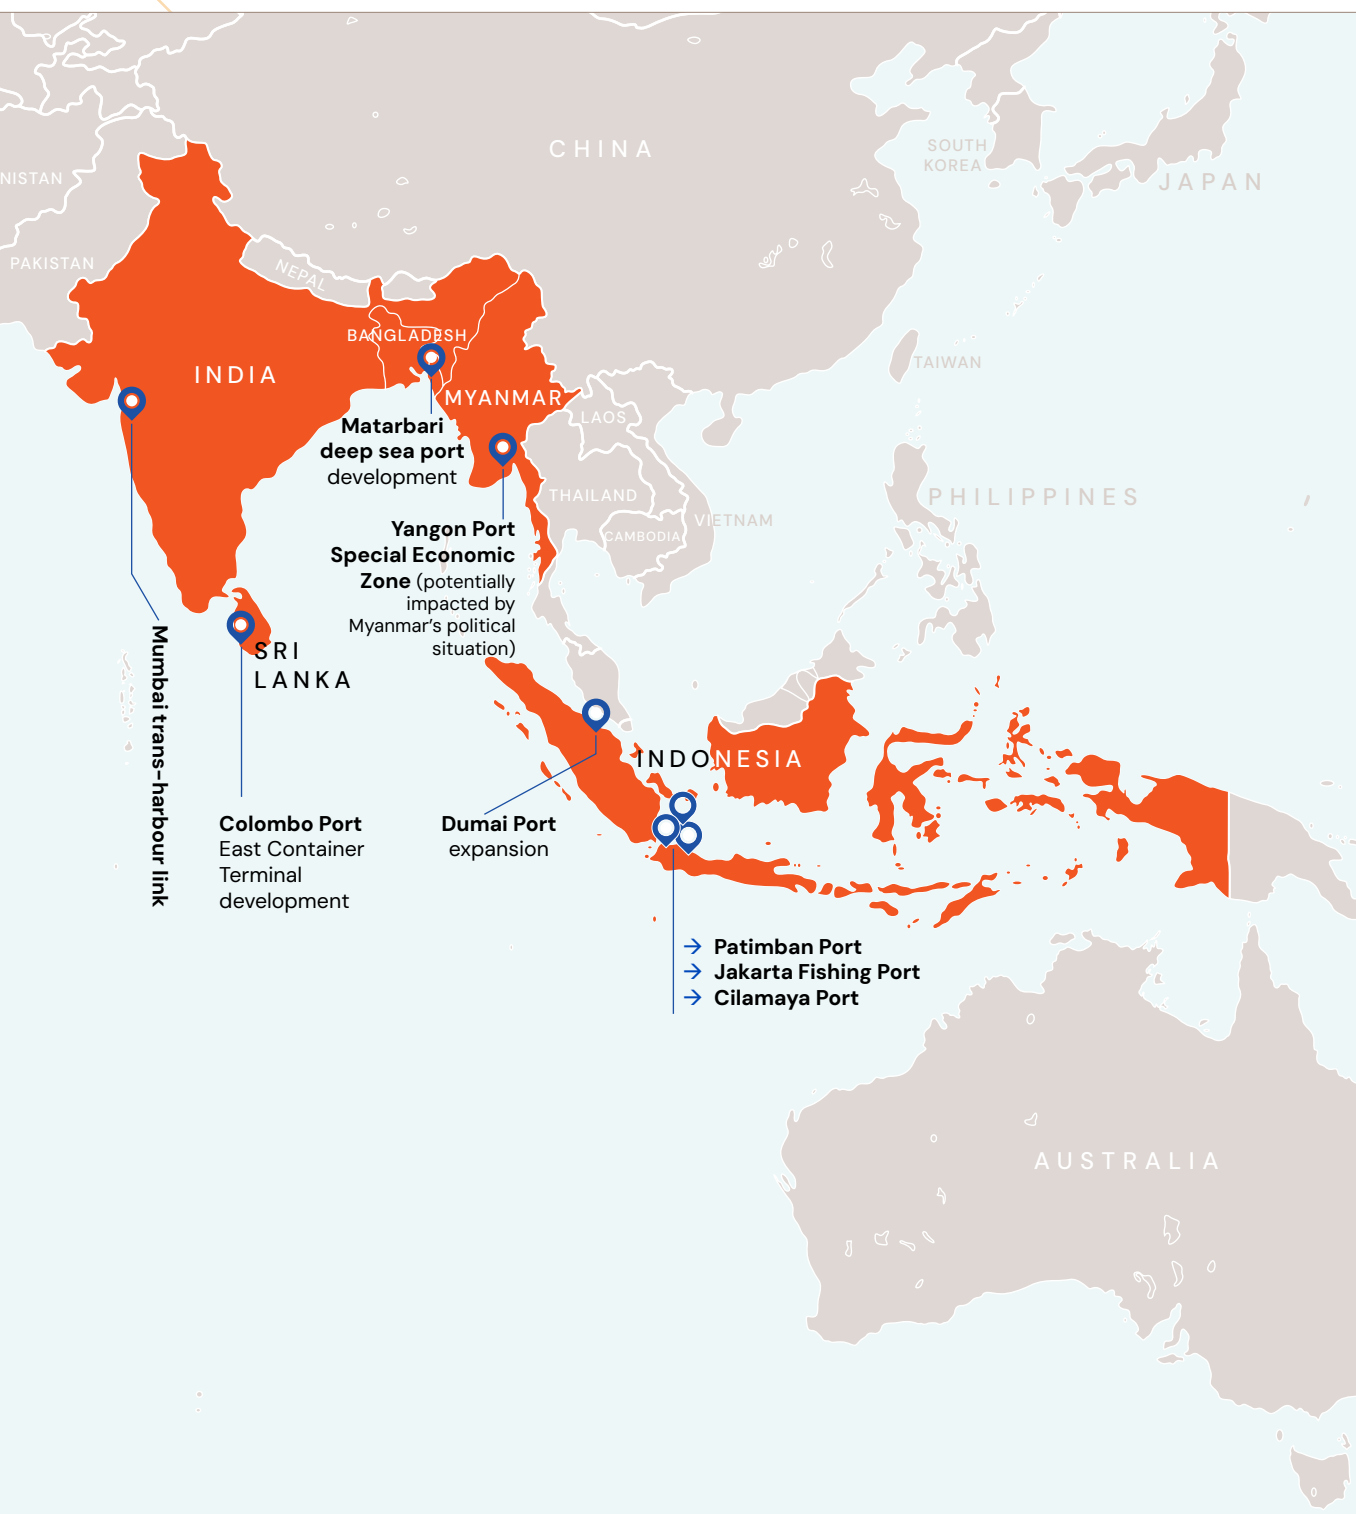 CHINA
SOUTH
KOREA
JAPAN
NISTAN
PAKISTAN
NEPAL
BANGLADESH
TAIWAN
INDIA
MYANMAR
LAOS
Matarbari
deep sea port
development
THAILAND
PHILIPPINES
VIETNAM
CAMBODIA
Yangon Port
Special Economic
Zone (potentially
impacted by
Myanmar’s political
situation)
SRI
LANKA
Mumbai trans-harbour link
INDONESIA
Colombo Port
East Container
Terminal
development
Dumai Port
expansion
→ Patimban Port
→ Jakarta Fishing Port
→ Cilamaya Port
AUSTRALIA